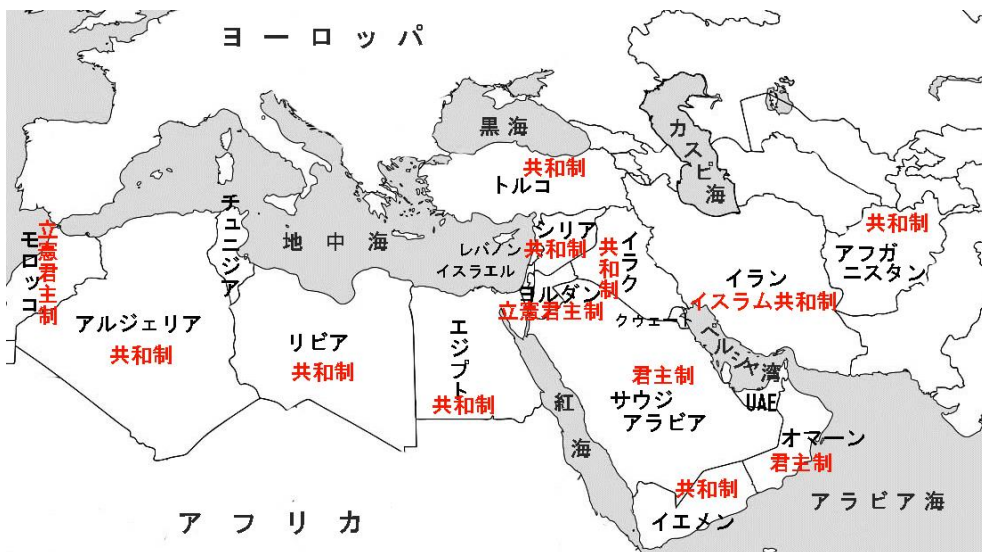 ヨーロッパ
黒海
カスピ海
共和制
トルコ
チュニジア
地中海
モロッコ
立憲君主制
シリア
共和制
レバノン
イスラエル
イラク
共和制
ヨルダン
立憲君主制
イラン
イスラム共和制
共和制
アフガ
ニスタン
アルジェリア
共和制
リビア
共和制
エジプト
共和制
クウェート
ペルシャ湾
君主制
サウジ
アラビア
UAE
紅海
オマーン
君主制
共和制
イエメン
アラビア海
アフリカ